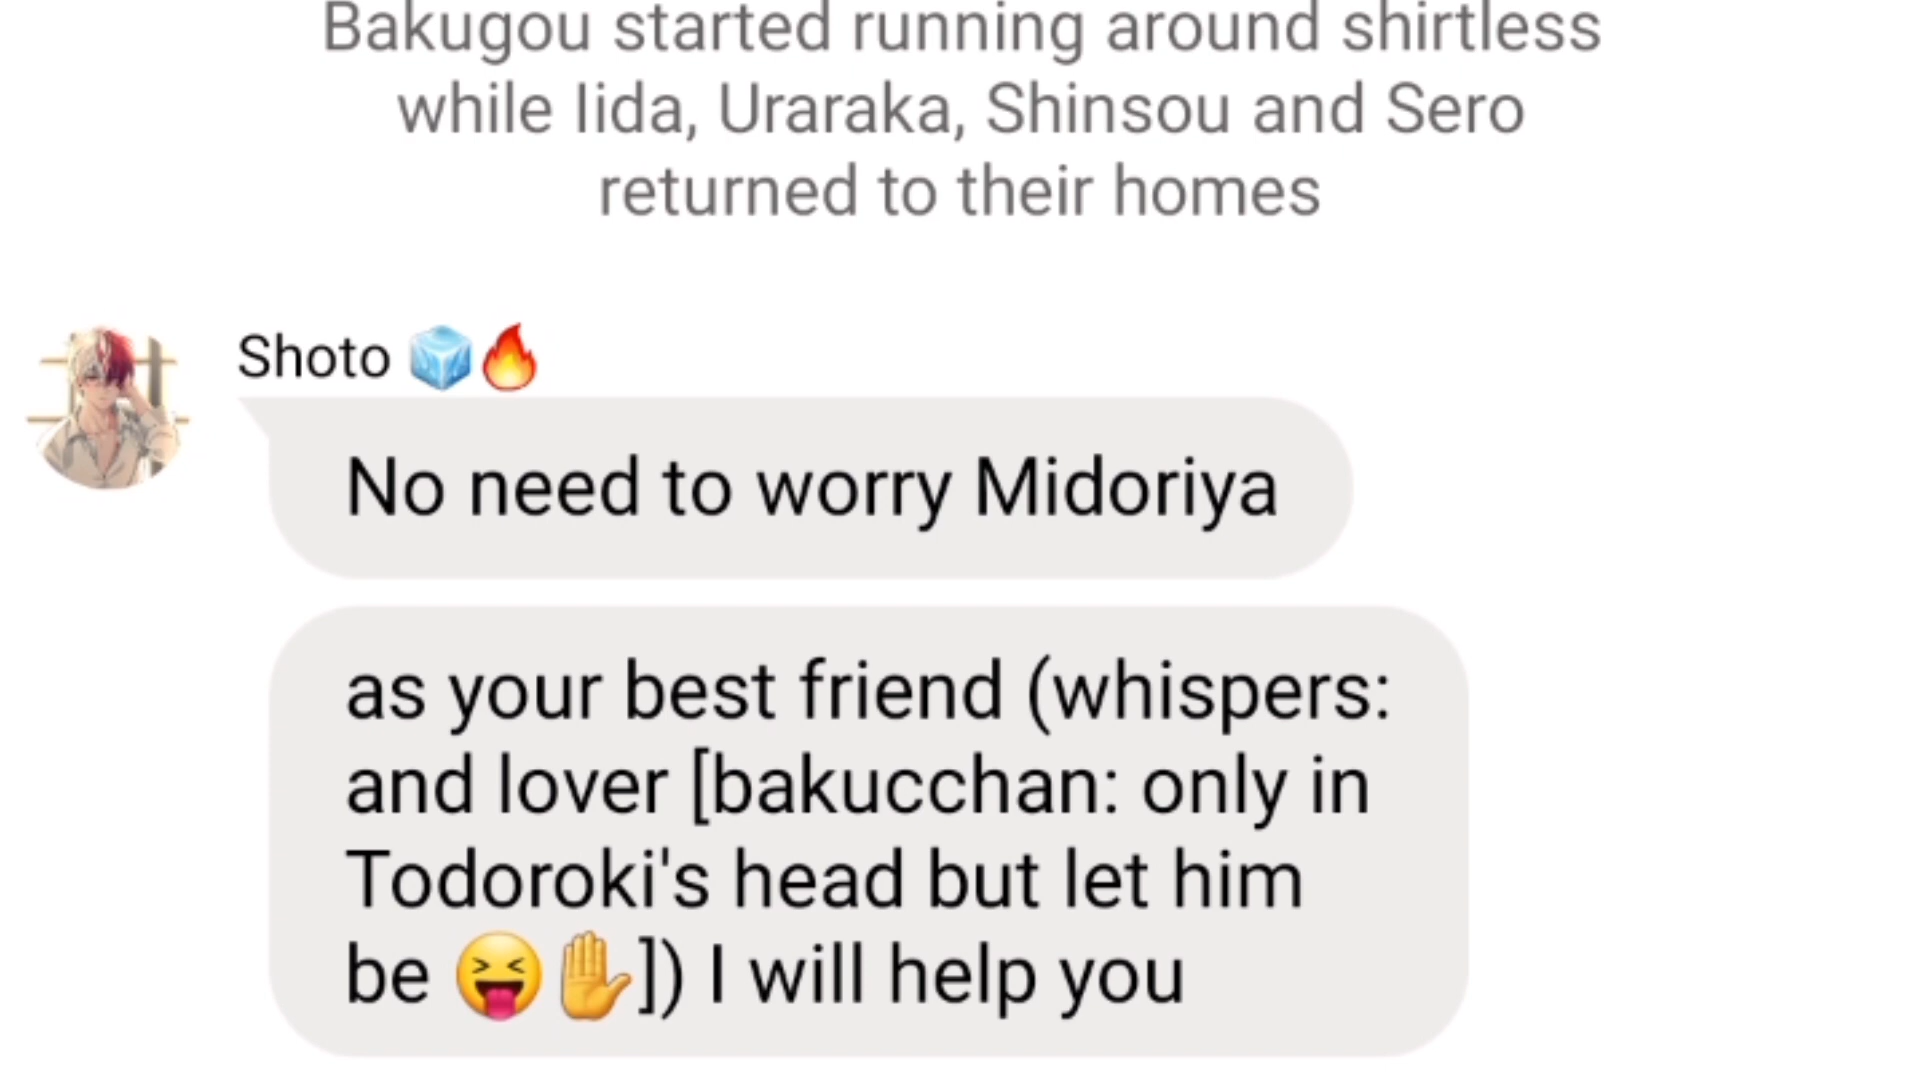 Bakugou started running around shirtless
while Iida, Uraraka, Shinsou and Sero
returned to their homes
Shoto 🧊🔥
No need to worry Midoriya
as your best friend (whispers:
and lover [bakucchan: only in
Todoroki's head but let him
be 😝✋]) I will help you